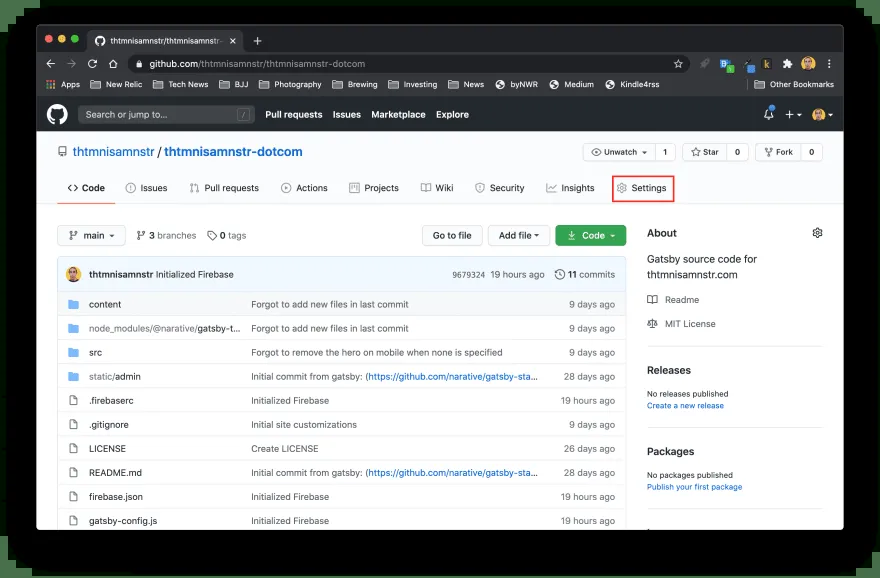 thtmnisamnstr/thtmnisamnstr-
github.com/thtmnisamnstr/thtmnisamnstr-dotcom
Apps New Relic Tech News BJJ Photography Brewing Investing News byNWR Medium Kindle4rss Other Bookmarks
Search or jump to... / Pull requests Issues Marketplace Explore
thtmnisamnstr / thtmnisamnstr-dotcom Unwatch 1 Star 0 Fork 0
Code Issues Pull requests Actions Projects Wiki Security Insights Settings
main 3 branches 0 tags Go to file Add file Code
thtmnisamnstr Initialized Firebase 9679324 19 hours ago 11 commits
content Forgot to add new files in last commit 9 days ago
node_modules/@narative/gatsby-t... Forgot to add new files in last commit 9 days ago
src Forgot to remove the hero on mobile when none is specified 9 days ago
static/admin Initial commit from gatsby: (https://github.com/narative/gatsby-sta... 28 days ago
.firebaserc Initialized Firebase 19 hours ago
.gitignore Initial site customizations 9 days ago
LICENSE Create LICENSE 26 days ago
README.md Initial commit from gatsby: (https://github.com/narative/gatsby-sta... 28 days ago
firebase.json Initialized Firebase 19 hours ago
gatsby-config.js Initialized Firebase 19 hours ago
About
Gatsby source code for
thtmnisamnstr.com
Readme
MIT License
Releases
No releases published
Create a new release
Packages
No packages published
Publish your first package